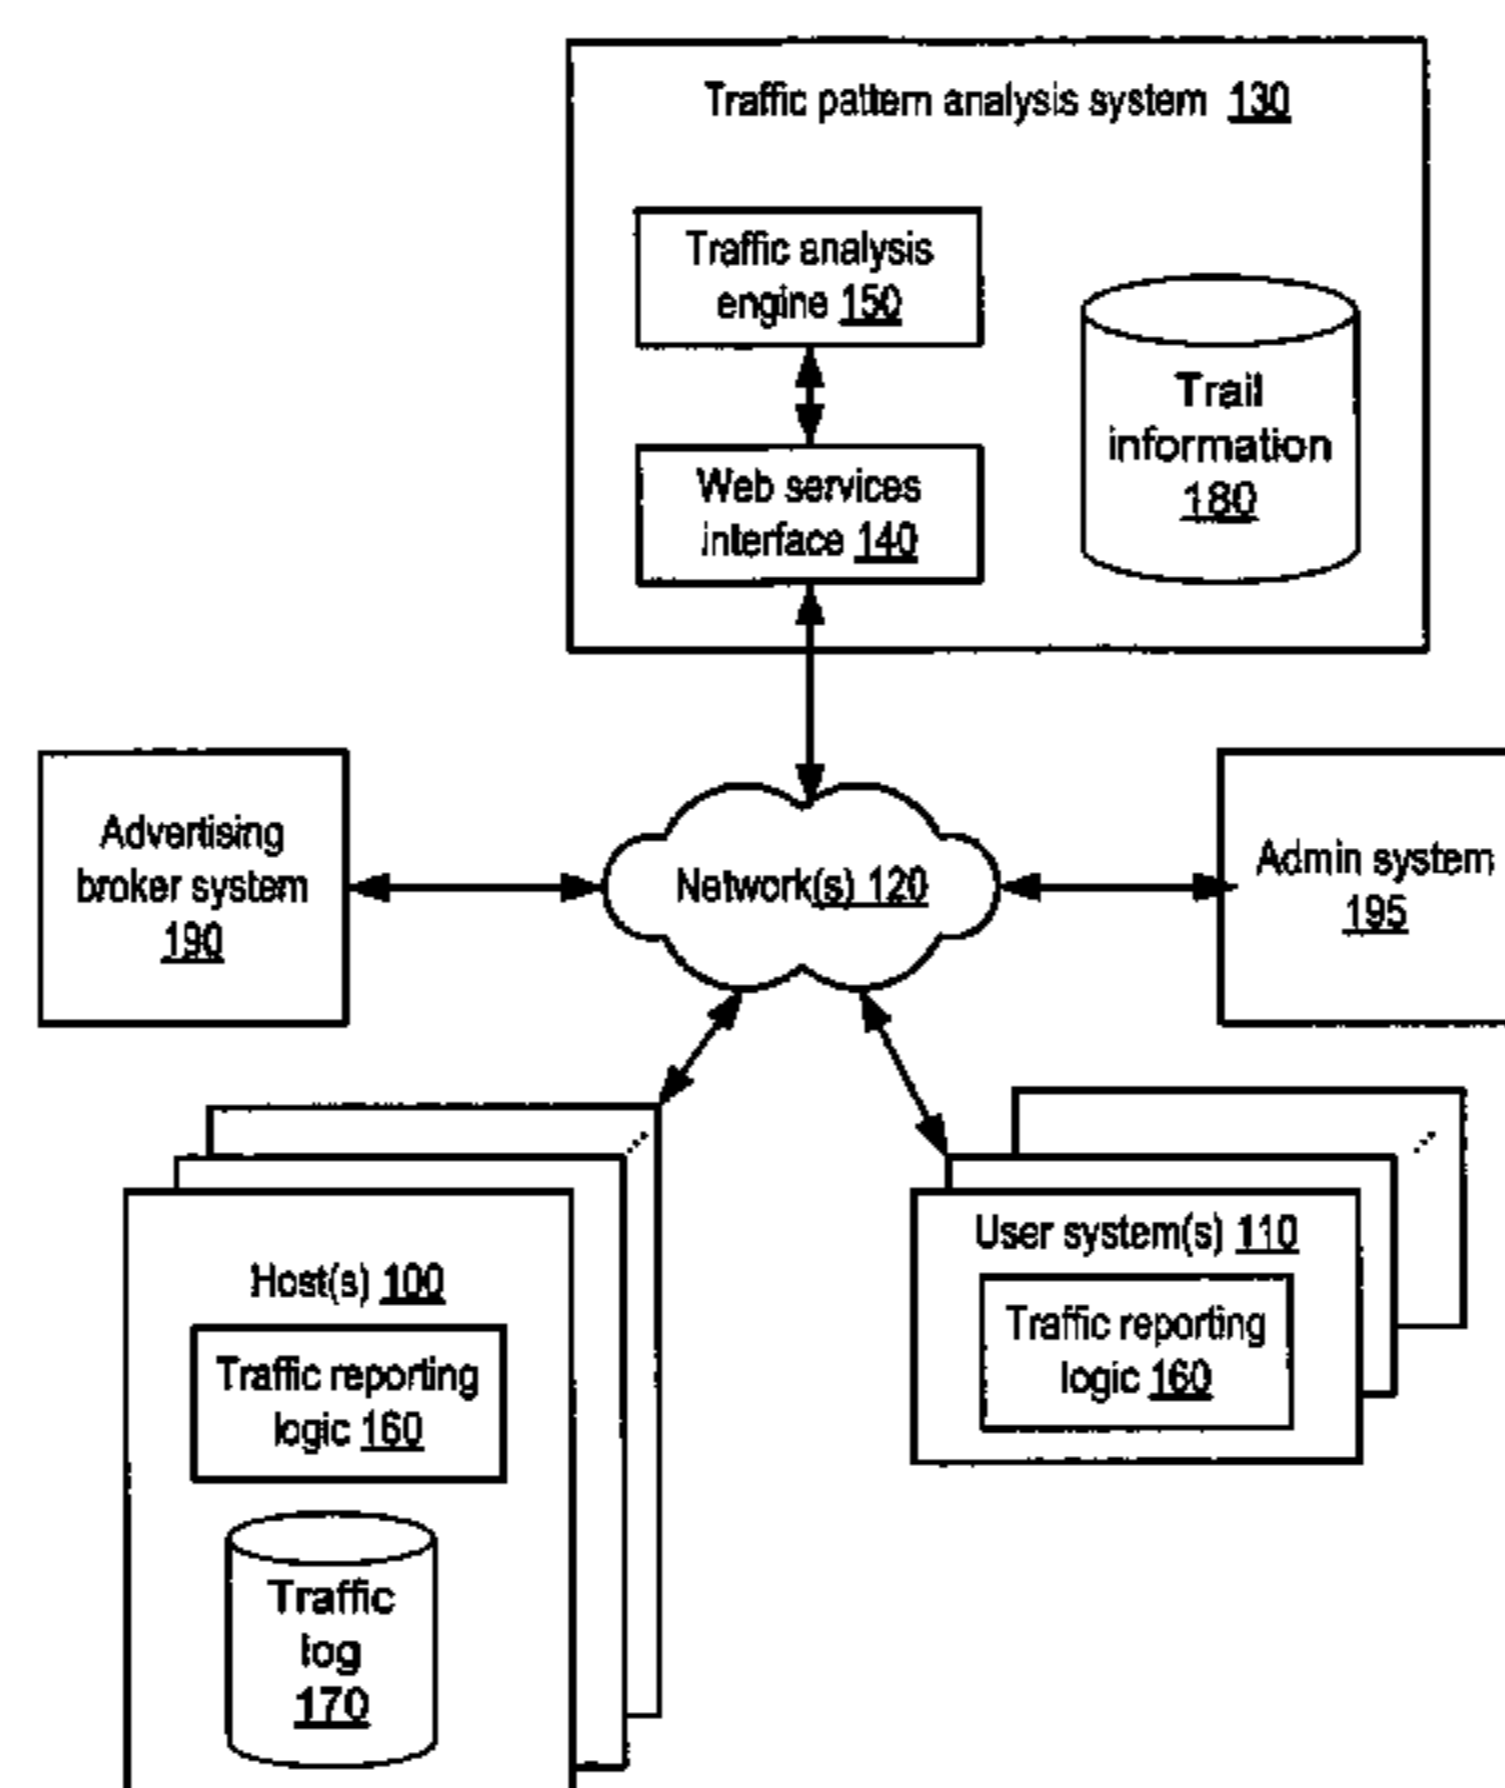 Traffic pattern analysis system 130
Traffic analysis
engine 150
Trail
information
180
Web services
interface 140
Advertising
broker system
190
Network(s) 120
Admin system
195
Host(s) 100
Traffic reporting
logic 160
Traffic
log
170
User system(s) 110
Traffic reporting
logic 160